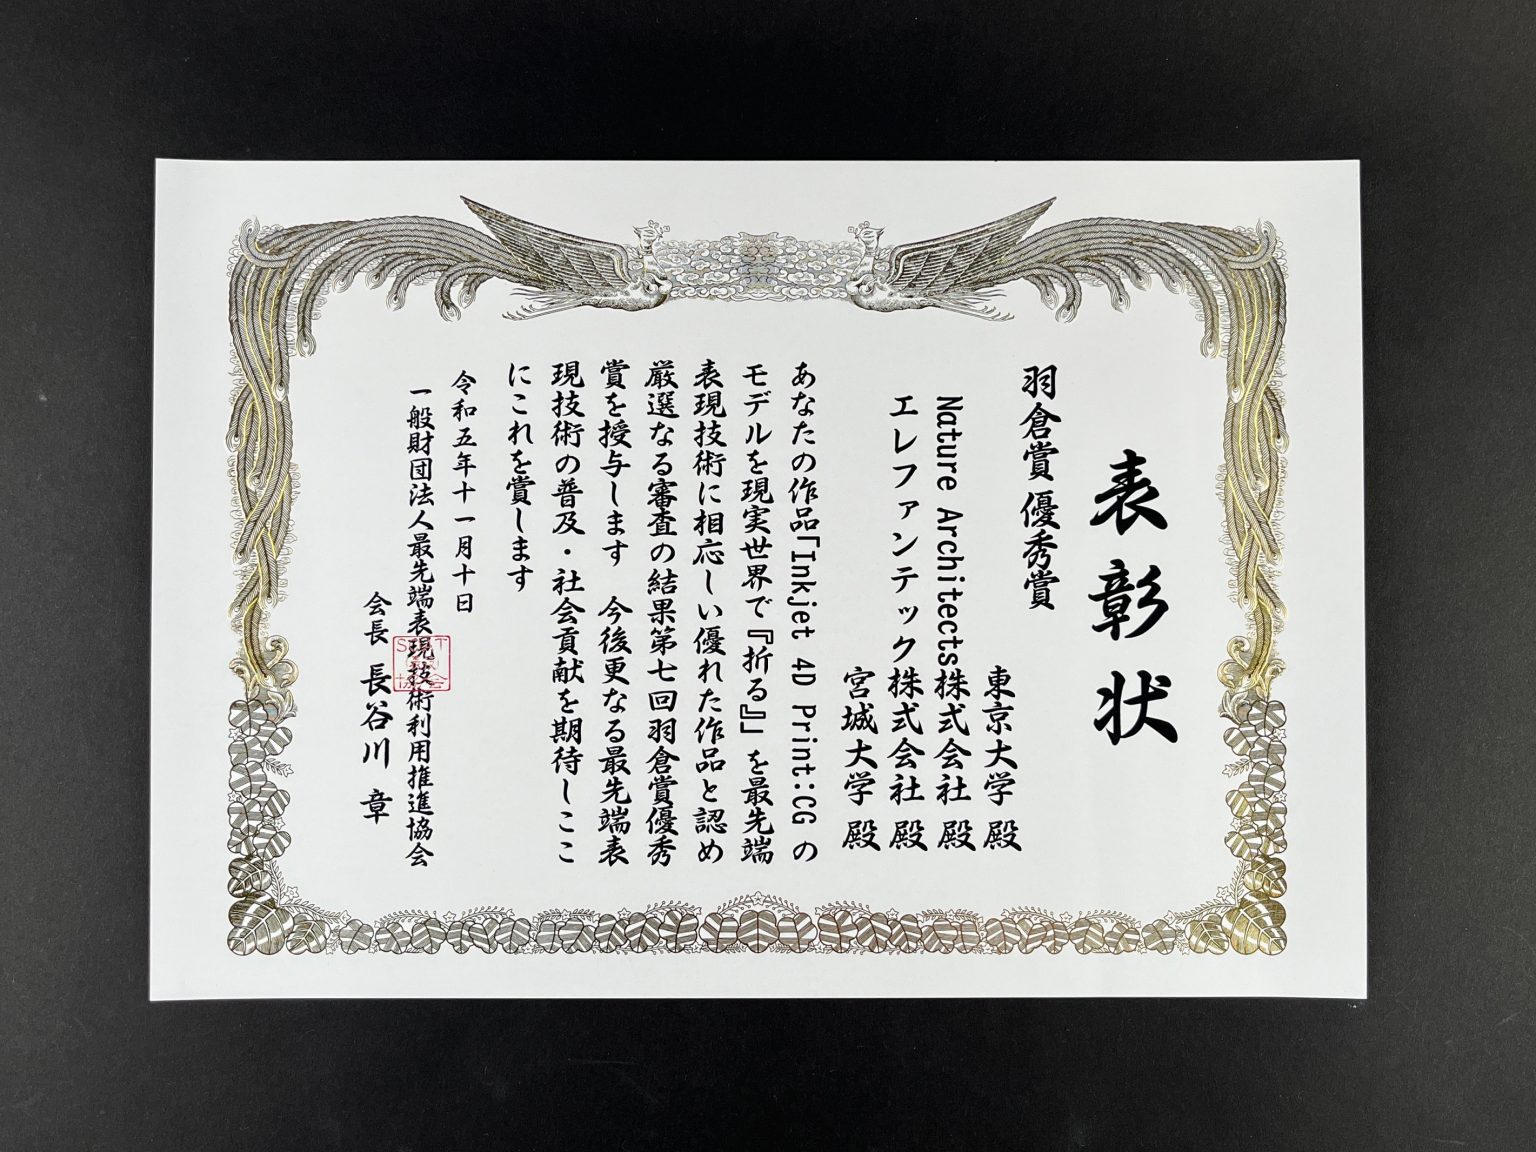 表彰状
羽倉賞 優秀賞
東京大学 殿
Nature Architects株式会社 殿
エレファンテック株式会社 殿
宮城大学 殿
あなたの作品「Inkjet 4D Print:CG の
モデルを現実世界で『折る』」を最先端
表現技術に相応しい優れた作品と認め
厳選なる審査の結果第七回羽倉賞優秀
賞を授与します 今後更なる最先端表
現技術の普及・社会貢献を期待しここ
にこれを賞します
令和五年十一月十日
一般財団法人最先端表現技術利用推進協会
会長 長谷川 章